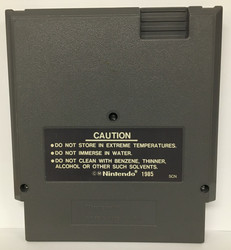 CAUTION
• DO NOT STORE IN EXTREME TEMPERATURES.
• DO NOT IMMERSE IN WATER.
• DO NOT CLEAN WITH BENZENE, THINNER,
ALCOHOL OR OTHER SUCH SOLVENTS.
Nintendo® 1985